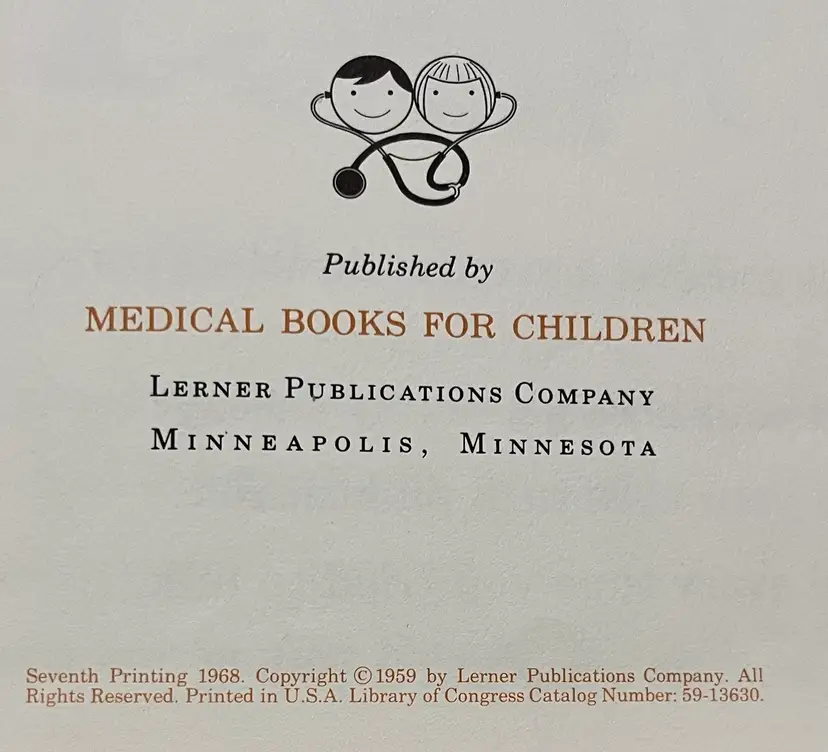 Published by
MEDICAL BOOKS FOR CHILDREN
LERNER PUBLICATIONS COMPANY
MINNEAPOLIS, MINNESOTA
Seventh Printing 1968. Copyright © 1959 by Lerner Publications Company. All
Rights Reserved. Printed in U.S.A. Library of Congress Catalog Number: 59-13630.